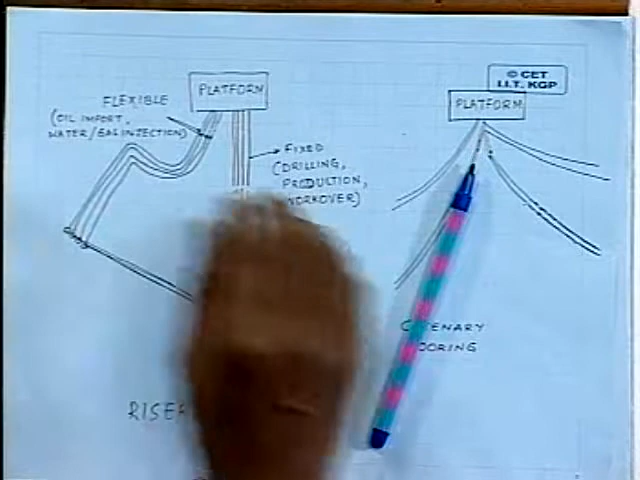 © CET
I.I.T. KGP
PLATFORM
PLATFORM
FLEXIBLE
(OIL IMPORT,
WATER/GAS INJECTION)
FIXED
(DRILLING,
PRODUCTION,
WORKOVER)
CATENARY
MOORING